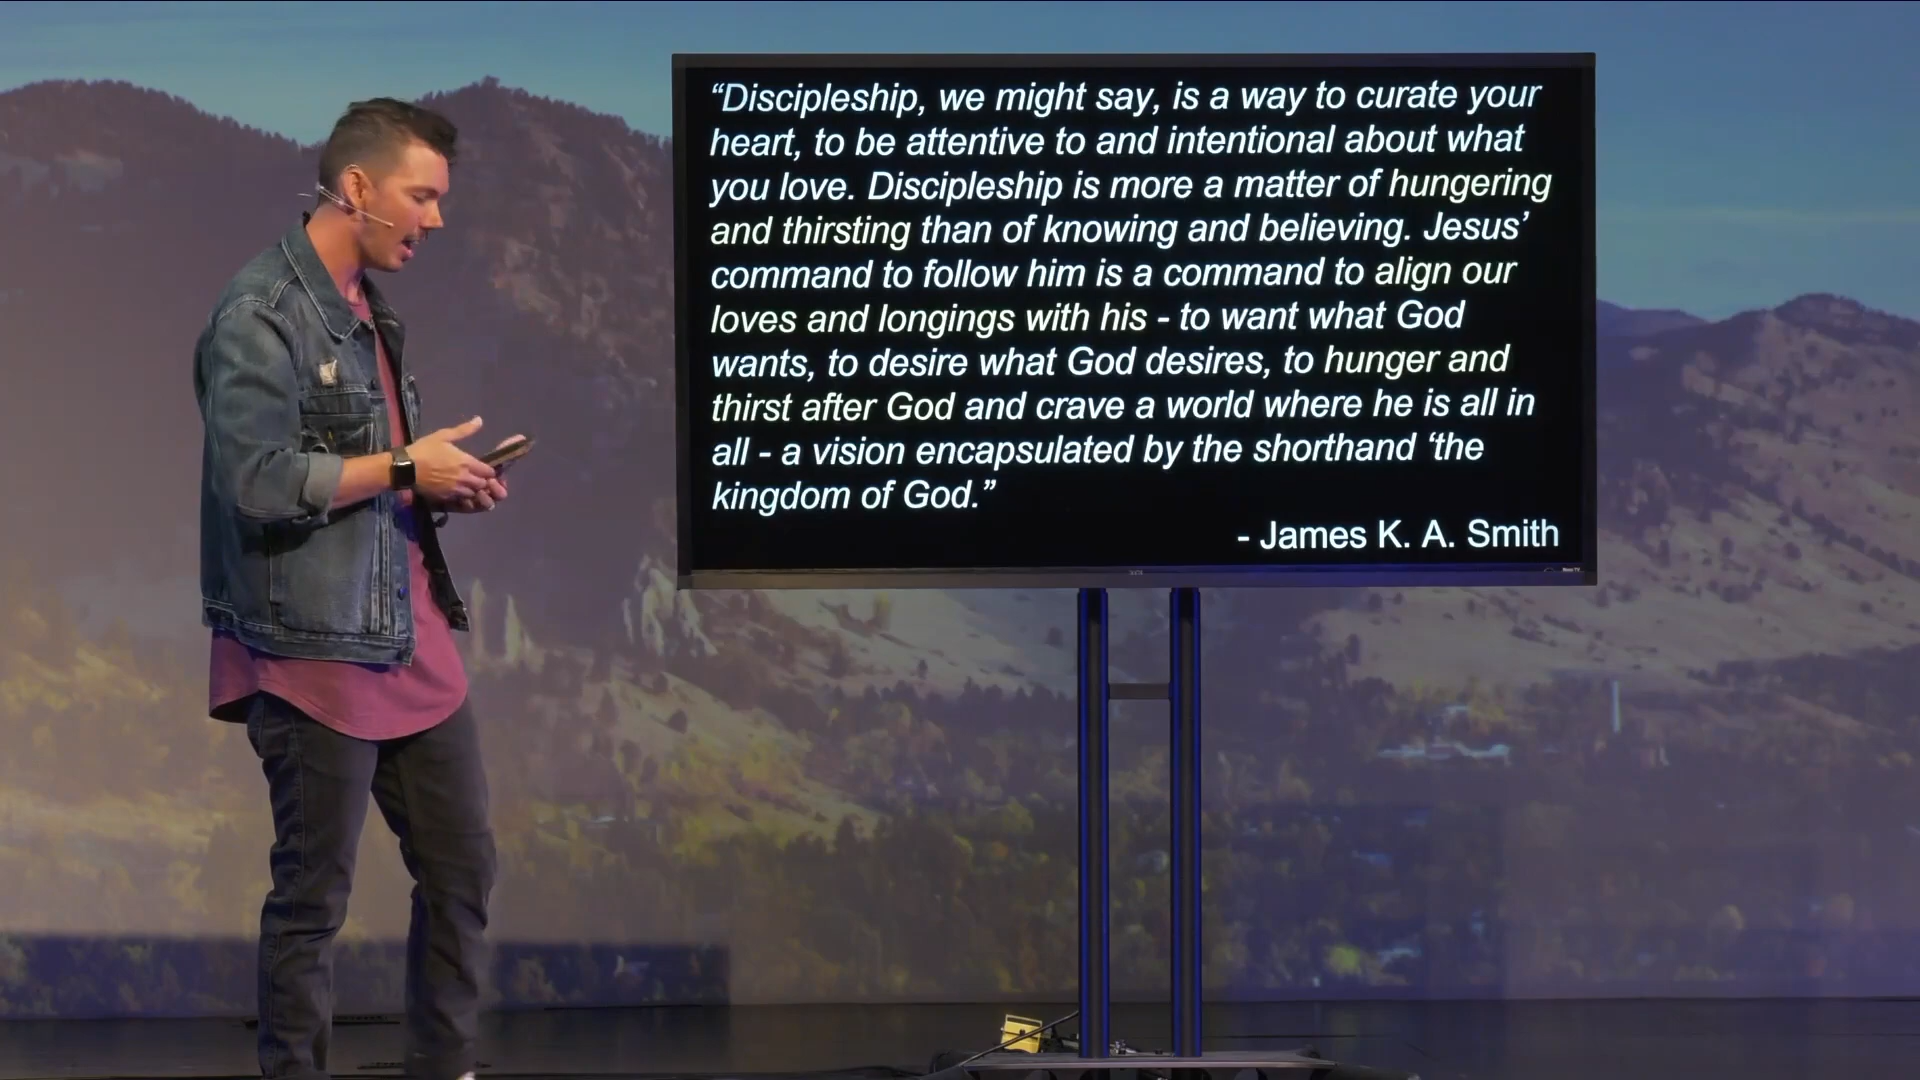 “Discipleship, we might say, is a way to curate your
heart, to be attentive to and intentional about what
you love. Discipleship is more a matter of hungering
and thirsting than of knowing and believing. Jesus’
command to follow him is a command to align our
loves and longings with his - to want what God
wants, to desire what God desires, to hunger and
thirst after God and crave a world where he is all in
all - a vision encapsulated by the shorthand ‘the
kingdom of God.”
- James K. A. Smith